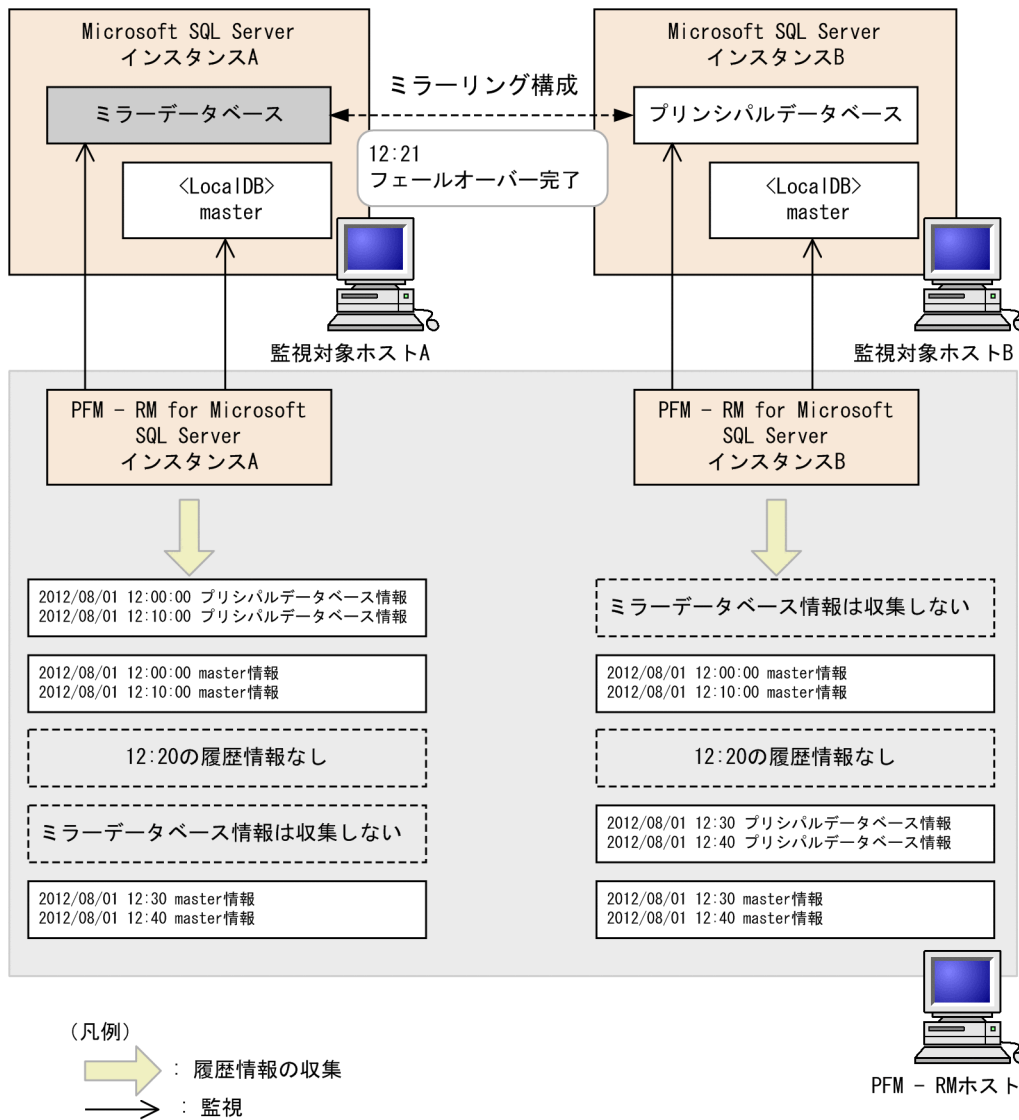 Microsoft SQL Server
インスタンスA
ミラーデータベース
<LocalDB>
master
監視対象ホストA
ミラーリング構成
12:21
フェールオーバー完了
Microsoft SQL Server
インスタンスB
プリンシパルデータベース
<LocalDB>
master
監視対象ホストB
PFM - RM for Microsoft
SQL Server
インスタンスA
2012/08/01 12:00:00 プリシパルデータベース情報
2012/08/01 12:10:00 プリシパルデータベース情報
2012/08/01 12:00:00 master情報
2012/08/01 12:10:00 master情報
12:20の履歴情報なし
ミラーデータベース情報は収集しない
2012/08/01 12:30 master情報
2012/08/01 12:40 master情報
PFM - RM for Microsoft
SQL Server
インスタンスB
ミラーデータベース情報は収集しない
2012/08/01 12:00:00 master情報
2012/08/01 12:10:00 master情報
12:20の履歴情報なし
2012/08/01 12:30 プリシパルデータベース情報
2012/08/01 12:40 プリシパルデータベース情報
2012/08/01 12:30 master情報
2012/08/01 12:40 master情報
PFM - RMホスト
(凡例)
: 履歴情報の収集
: 監視